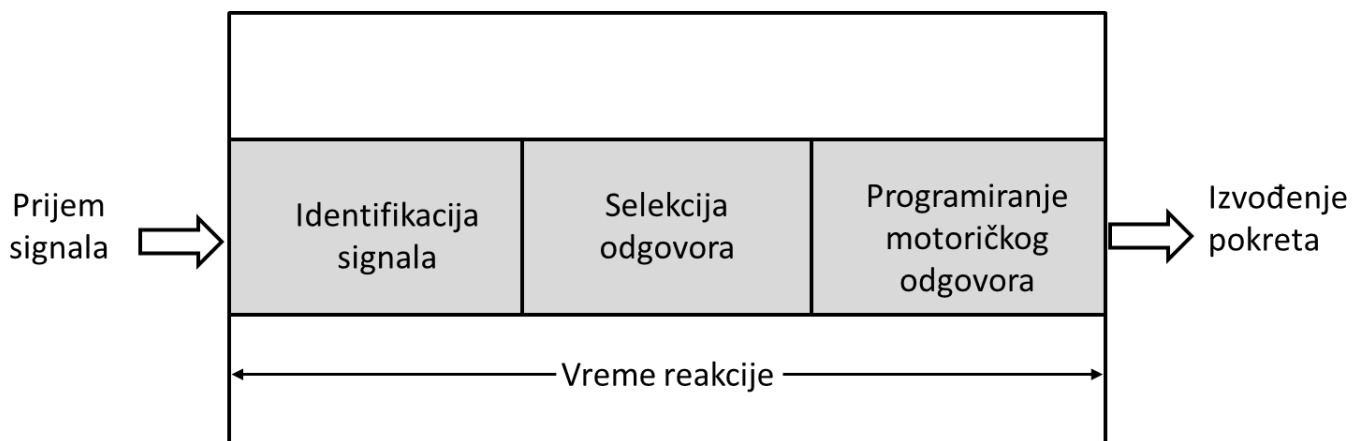 Prijem
signala
Identifikacija
signala
Selekcija
odgovora
Programiranje
motoričkog
odgovora
Izvođenje
pokreta
Vreme reakcije